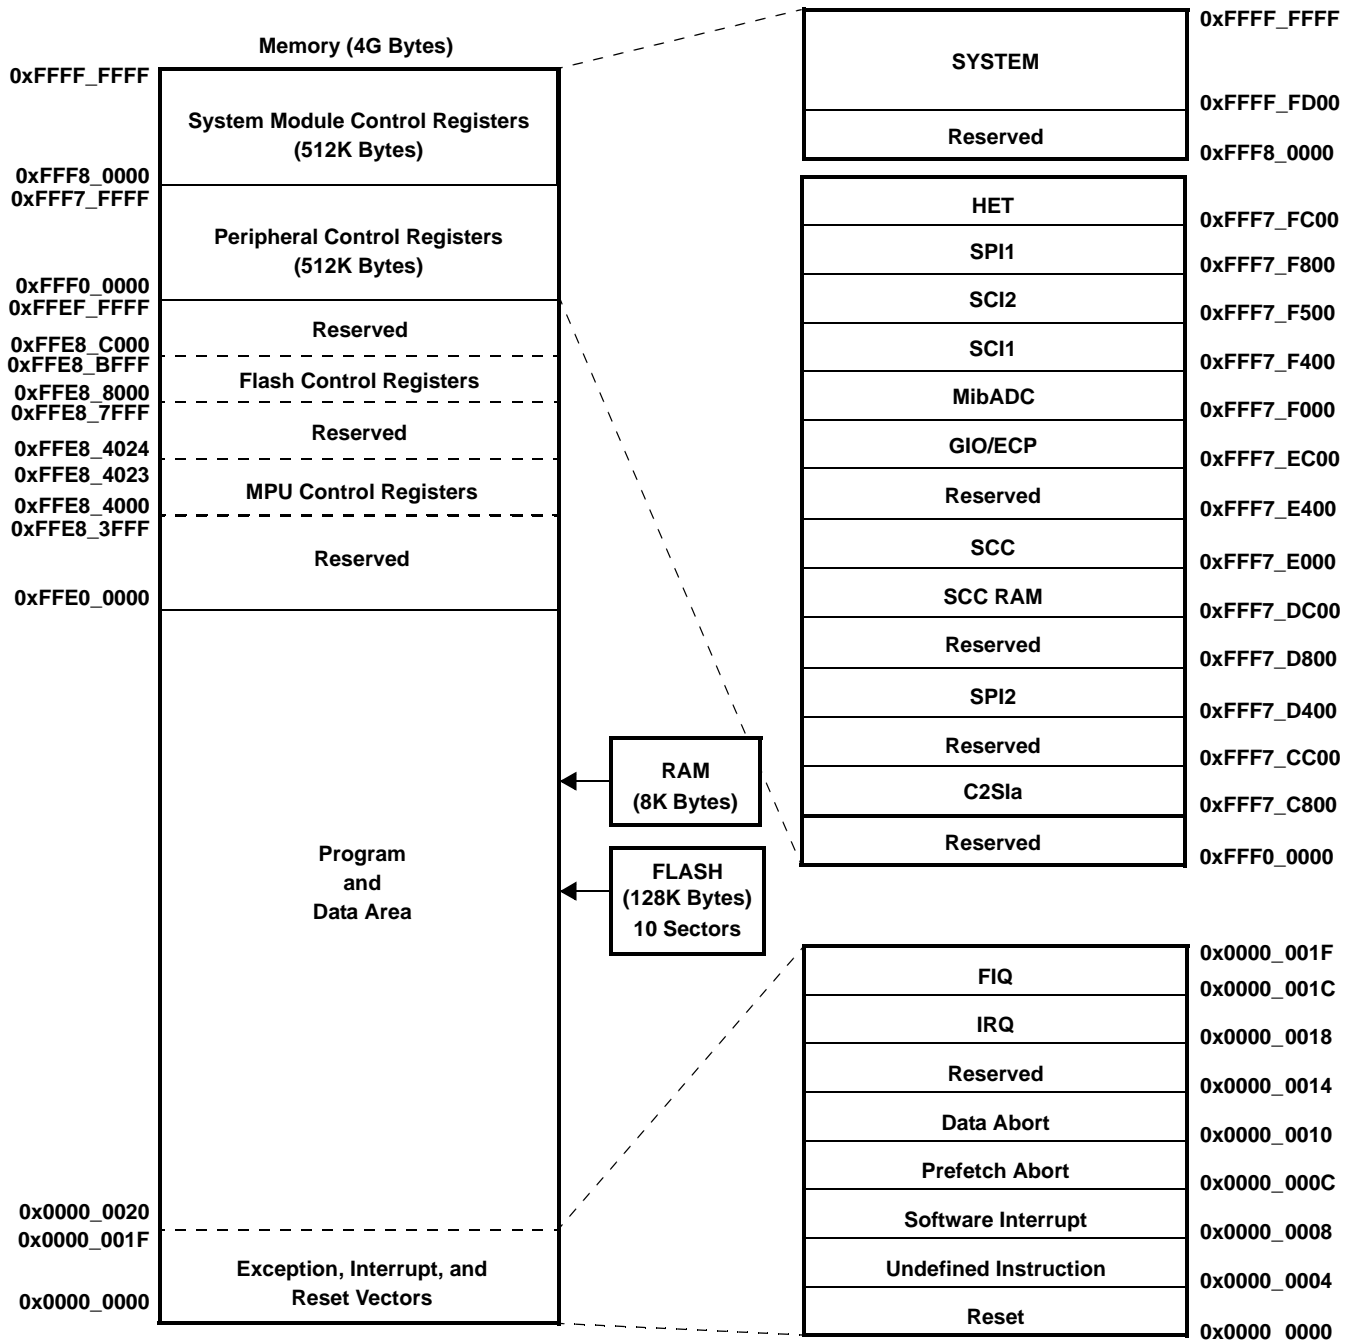 Memory (4G Bytes)
0xFFFF_FFFF
System Module Control Registers
(512K Bytes)
0xFFF8_0000
0xFFF7_FFFF
Peripheral Control Registers
(512K Bytes)
0xFFF0_0000
0xFFEF_FFFF
Reserved
0xFFE8_C000
0xFFE8_BFFF
Flash Control Registers
0xFFE8_8000
0xFFE8_7FFF
Reserved
0xFFE8_4024
0xFFE8_4023
MPU Control Registers
0xFFE8_4000
0xFFE8_3FFF
Reserved
0xFFE0_0000
Program
and
Data Area
RAM
(8K Bytes)
FLASH
(128K Bytes)
10 Sectors
0x0000_0020
0x0000_001F
Exception, Interrupt, and
Reset Vectors
0x0000_0000
0xFFFF_FFFF
SYSTEM
0xFFFF_FD00
Reserved
0xFFF8_0000
HET
0xFFF7_FC00
SPI1
0xFFF7_F800
SCI2
0xFFF7_F500
SCI1
0xFFF7_F400
MibADC
0xFFF7_F000
GIO/ECP
0xFFF7_EC00
Reserved
0xFFF7_E400
SCC
0xFFF7_E000
SCC RAM
0xFFF7_DC00
Reserved
0xFFF7_D800
SPI2
0xFFF7_D400
Reserved
0xFFF7_CC00
C2SIa
0xFFF7_C800
Reserved
0xFFF0_0000
0x0000_001F
FIQ
0x0000_001C
IRQ
0x0000_0018
Reserved
0x0000_0014
Data Abort
0x0000_0010
Prefetch Abort
0x0000_000C
Software Interrupt
0x0000_0008
Undefined Instruction
0x0000_0004
Reset
0x0000_0000